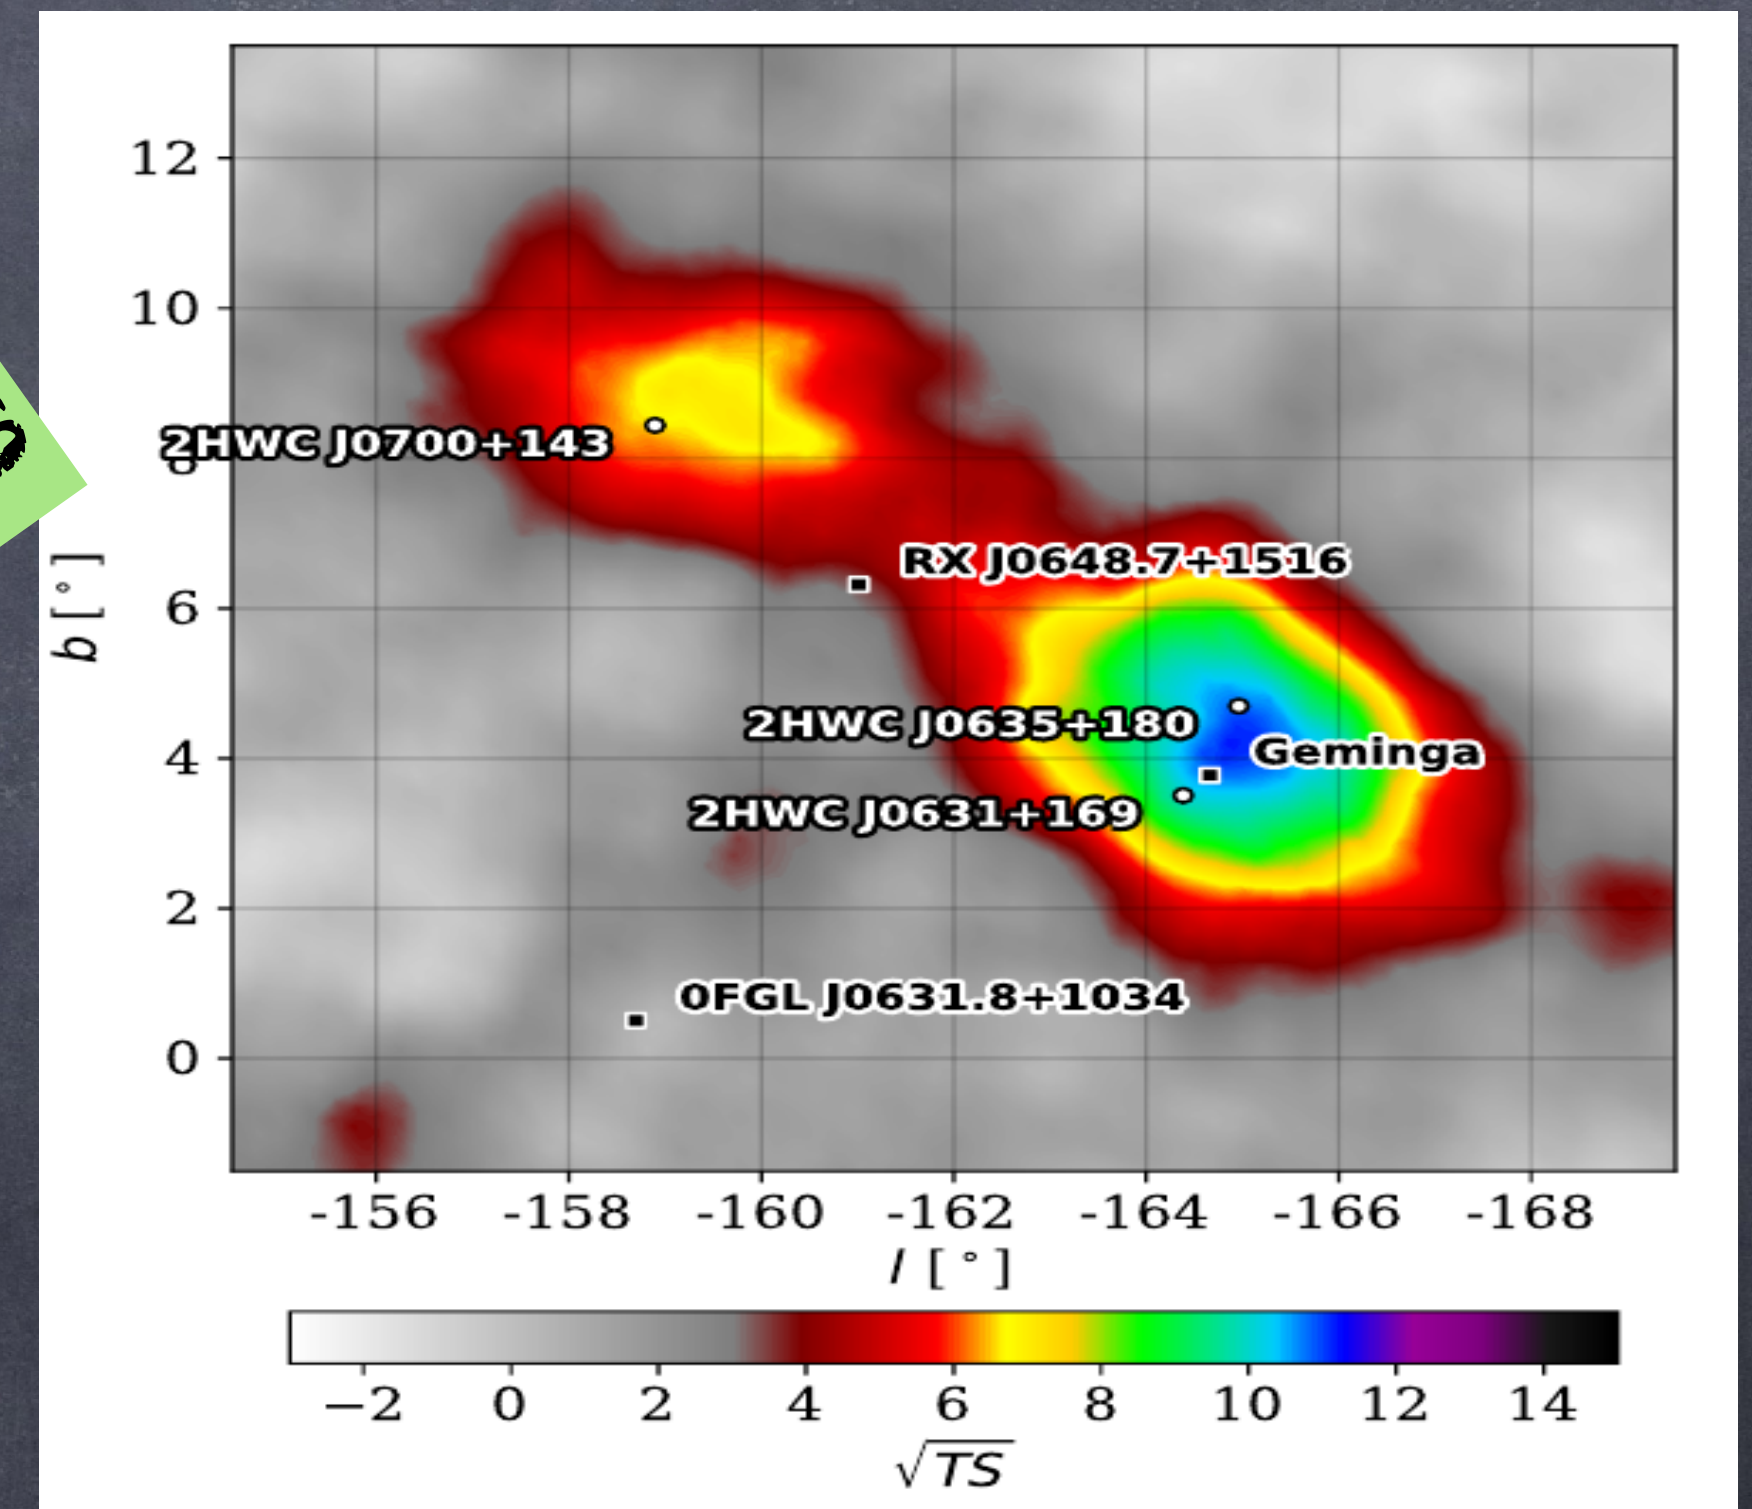 12
10
2HWC J0700+143
8
b [°]
RX J0648.7+1516
6
2HWC J0635+180
Geminga
4
2HWC J0631+169
2
0FGL J0631.8+1034
0
-156 -158 -160 -162 -164 -166 -168
l [°]
−2 0 2 4 6 8 10 12 14
√TS